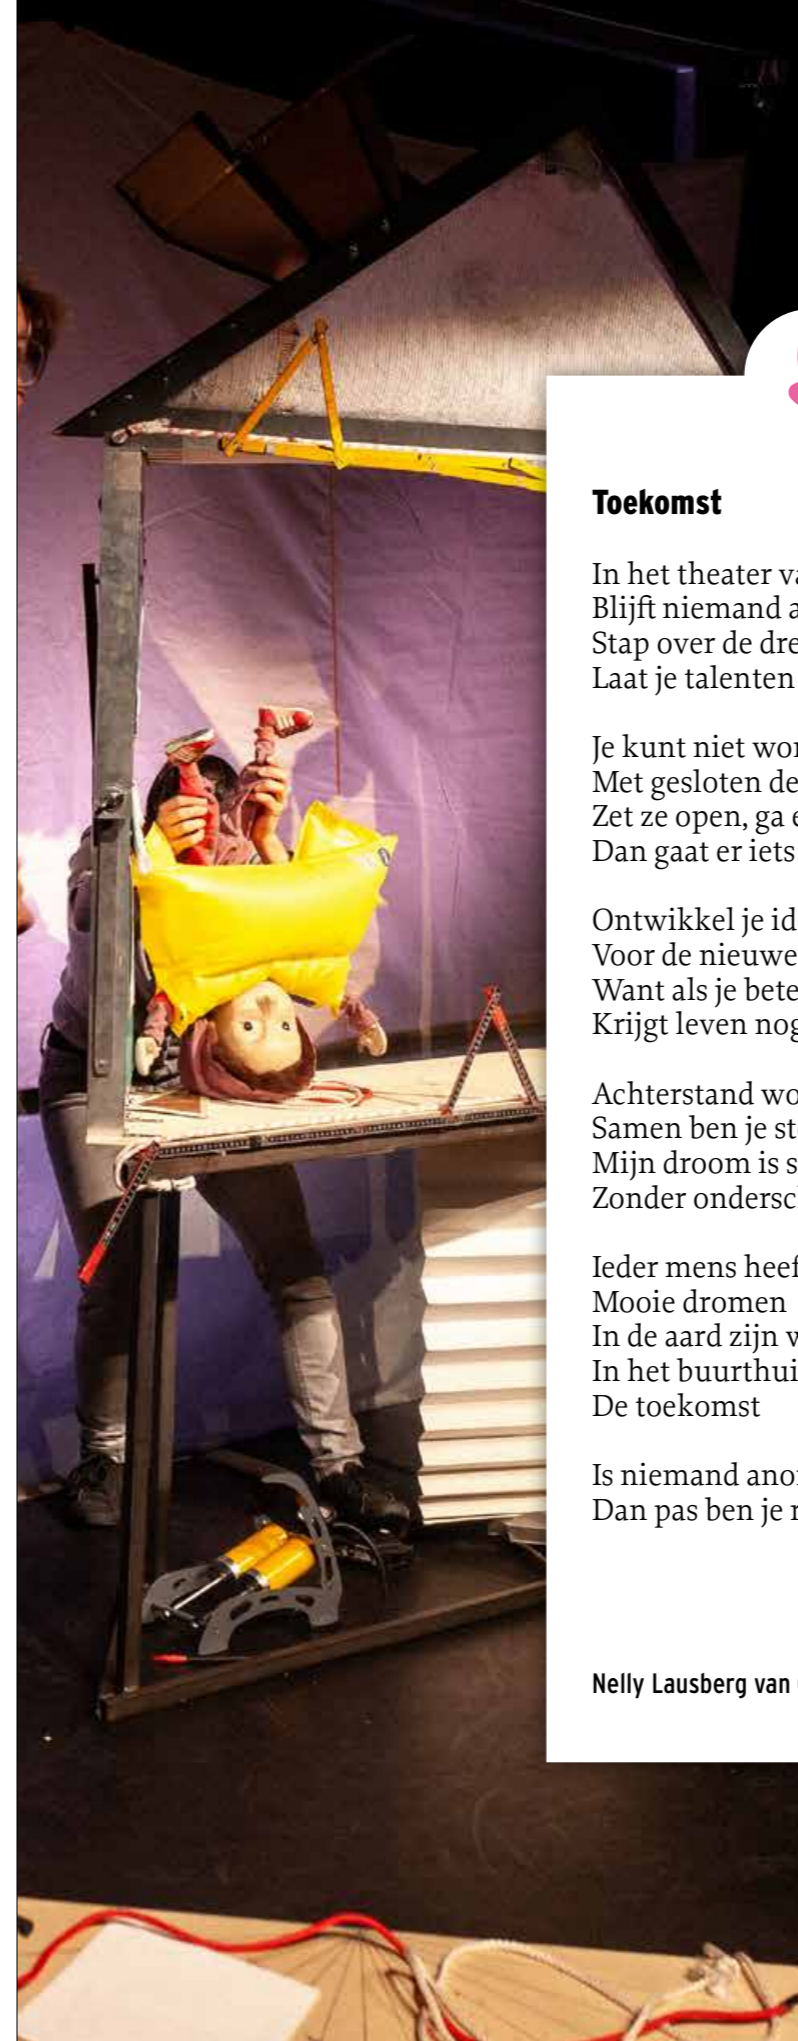 Toekomst
In het theater va
Blijft niemand a
Stap over de dre
Laat je talenten
Je kunt niet wor
Met gesloten de
Zet ze open, ga e
Dan gaat er iets
Ontwikkel je id
Voor de nieuwe
Want als je bete
Krijgt leven nog
Achterstand wo
Samen ben je ste
Mijn droom is s
Zonder ondersch
Ieder mens heef
Mooie dromen
In de aard zijn w
In het buurthui
De toekomst
Is niemand anon
Dan pas ben je r
Nelly Lausberg van